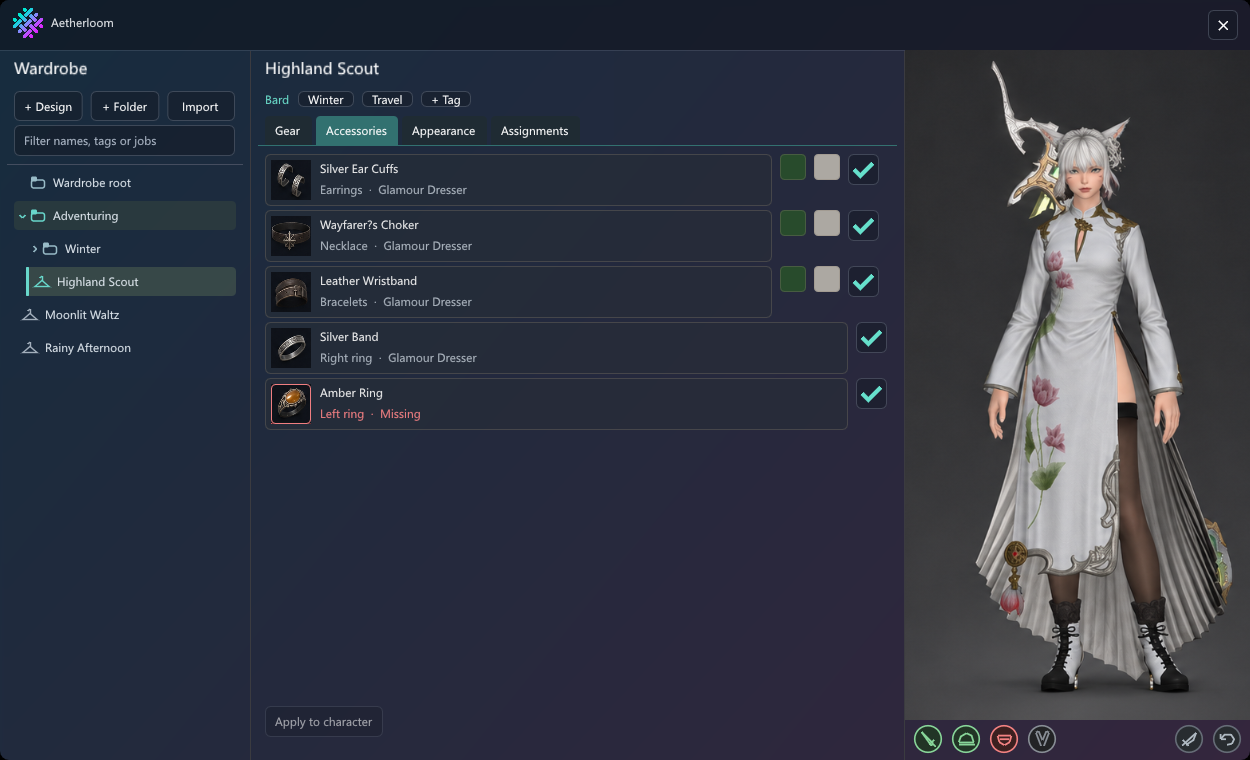 Aetherloom
Wardrobe
+ Design
+ Folder
Import
Filter names, tags or jobs
Wardrobe root
Adventuring
Winter
Highland Scout
Moonlit Waltz
Rainy Afternoon
Highland Scout
Bard Winter Travel + Tag
Gear Accessories Appearance Assignments
Silver Ear Cuffs
Earrings · Glamour Dresser
Wayfarer?s Choker
Necklace · Glamour Dresser
Leather Wristband
Bracelets · Glamour Dresser
Silver Band
Right ring · Glamour Dresser
Amber Ring
Left ring · Missing
Apply to character